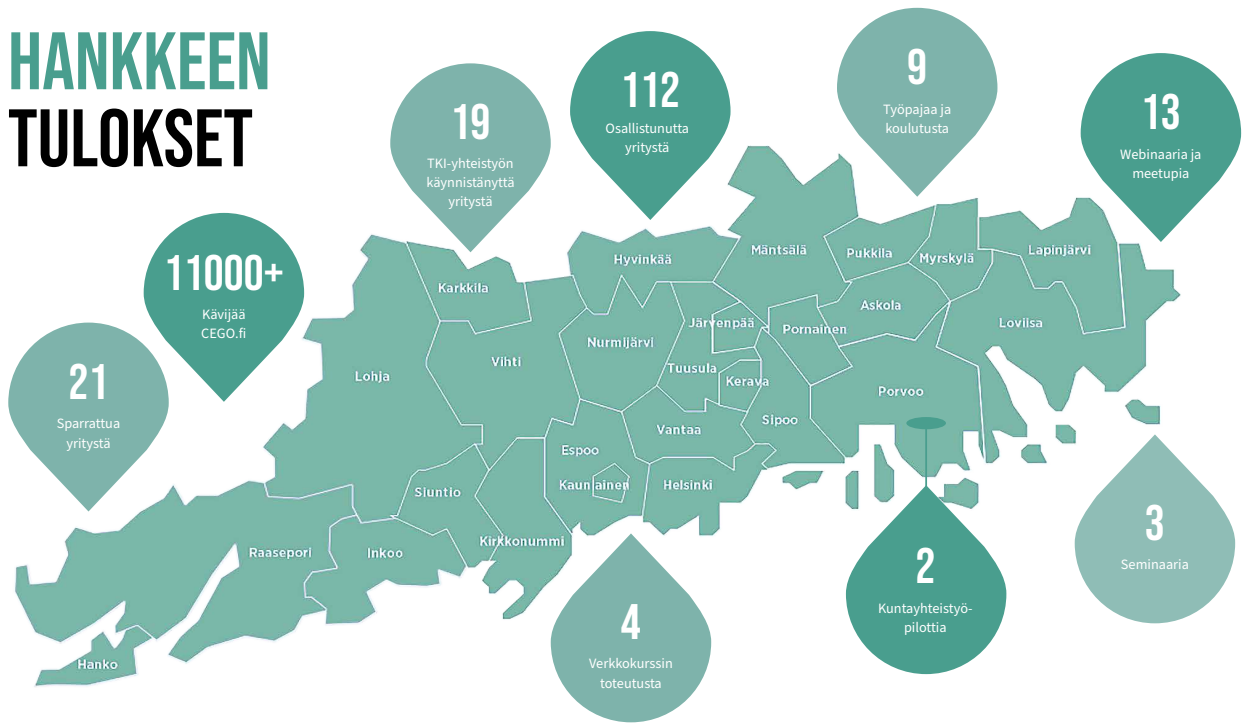 HANKKEEN
TULOKSET
21
Sparrattua
yritystä
11000+
Kävijää
CEGO.fi
19
TKI-yhteistyön
käynnistänyttä
yritystä
112
Osallistunutta
yritystä
9
Työpajaa ja
koulutusta
13
Webinaaria ja
meetupia
Mäntsälä
Pukkila
Myrskylä
Lapinjärvi
Hyvinkää
Karkkila
Askola
Järvenpää
Pornainen
Loviisa
Nurmijärvi
Vihti
Tuusula
Lohja
Kerava
Porvoo
Sipoo
Vantaa
Espoo
Kauniainen
Helsinki
Siuntio
Kirkkonummi
Raasepori
Inkoo
Hanko
4
Verkkokurssin
toteutusta
2
Kuntayhteistyö-
pilottia
3
Seminaaria